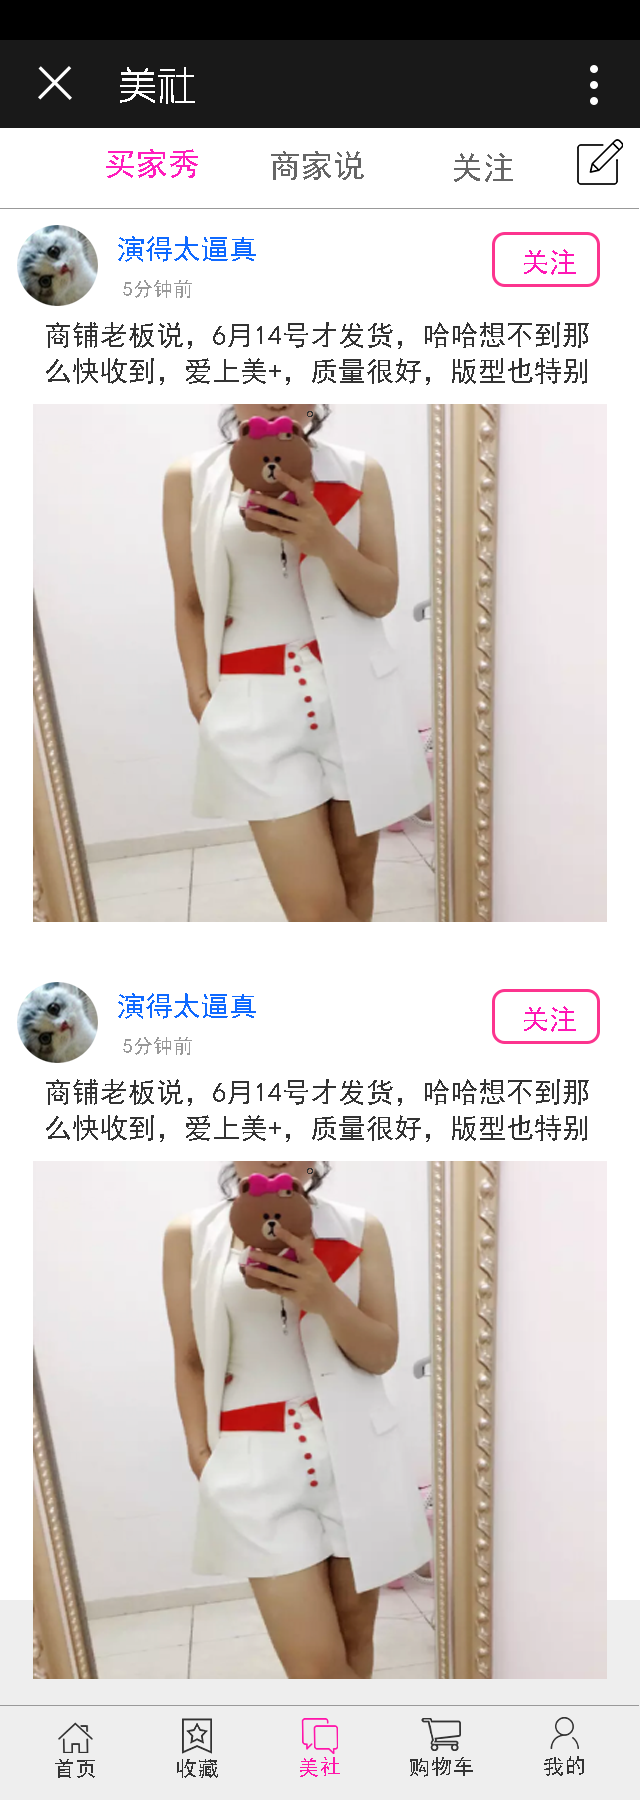 美社
买家秀 商家说 关注
演得太逼真
关注
5分钟前
商铺老板说，6月14号才发货，哈哈想不到那
么快收到，爱上美+，质量很好，版型也特别
演得太逼真
关注
5分钟前
商铺老板说，6月14号才发货，哈哈想不到那
么快收到，爱上美+，质量很好，版型也特别
首页 收藏 美社 购物车 我的